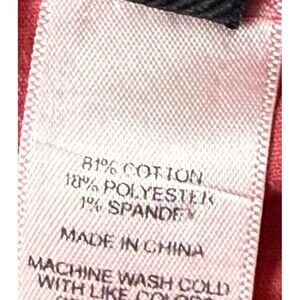 81% COTTON
18% POLYESTER
1% SPANDEX
MADE IN CHINA
MACHINE WASH COLD
WITH LIKE COLORS